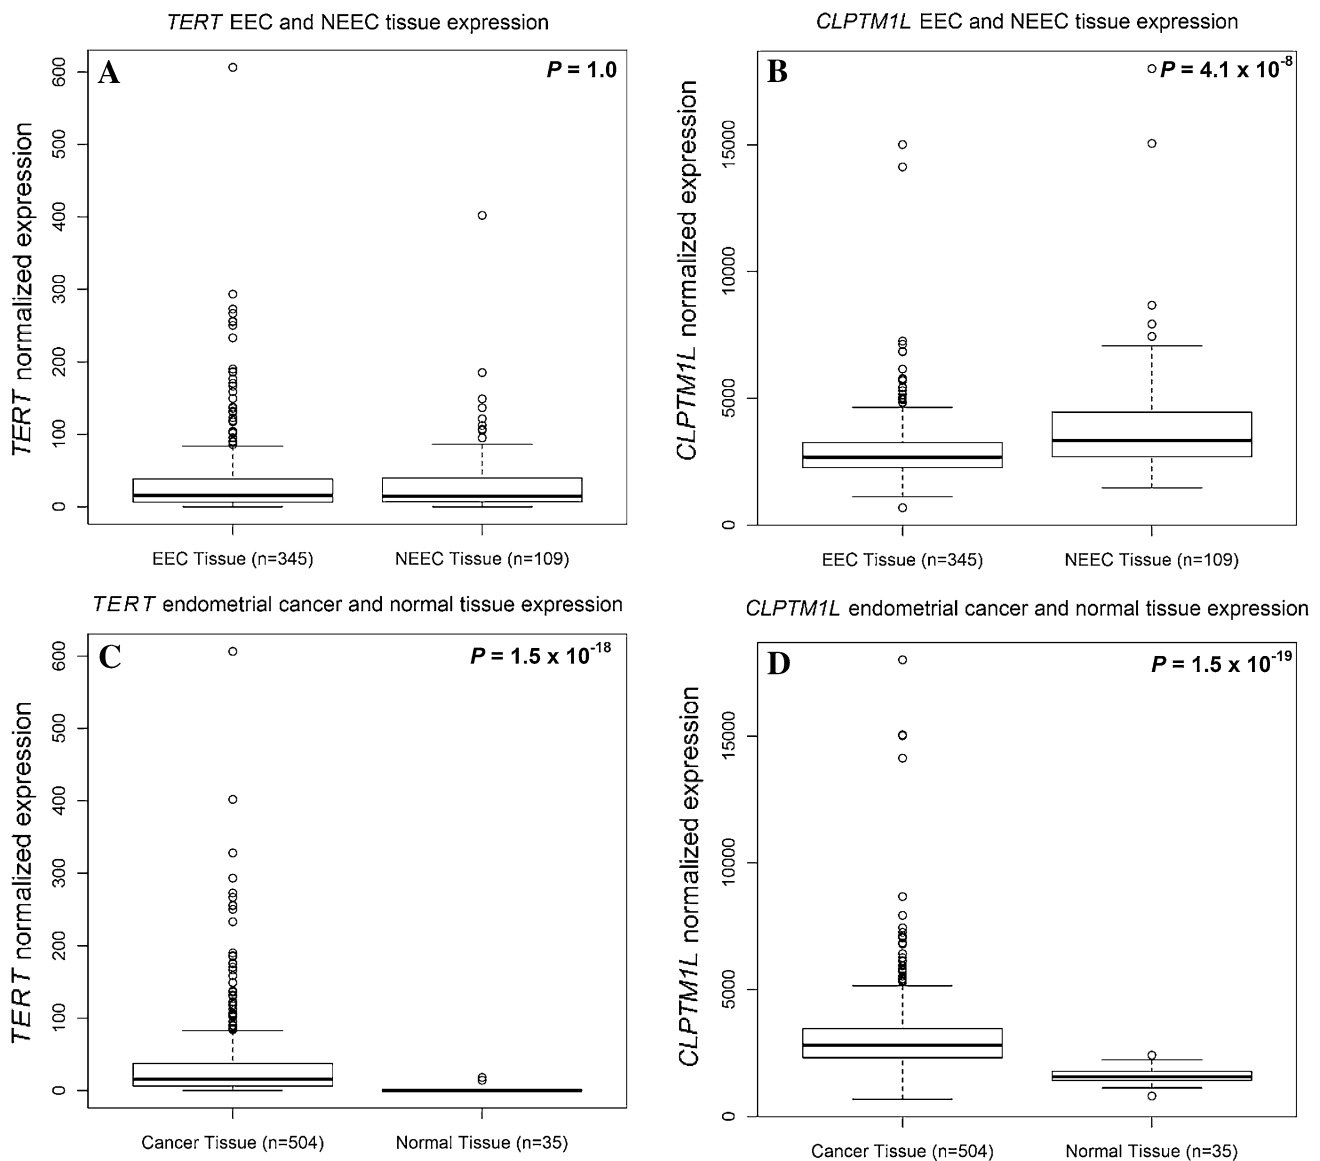 TERT EEC and NEEC tissue expression
A
P = 1.0
TERT normalized expression
600
500
400
300
200
100
0
EEC Tissue (n=345)
NEEC Tissue (n=109)
CLPTM1L EEC and NEEC tissue expression
B
P = 4.1 x 10-8
CLPTM1L normalized expression
15000
10000
5000
0
EEC Tissue (n=345)
NEEC Tissue (n=109)
TERT endometrial cancer and normal tissue expression
C
P = 1.5 x 10-18
TERT normalized expression
600
500
400
300
200
100
0
Cancer Tissue (n=504)
Normal Tissue (n=35)
CLPTM1L endometrial cancer and normal tissue expression
D
P = 1.5 x 10-19
CLPTM1L normalized expression
15000
10000
5000
0
Cancer Tissue (n=504)
Normal Tissue (n=35)